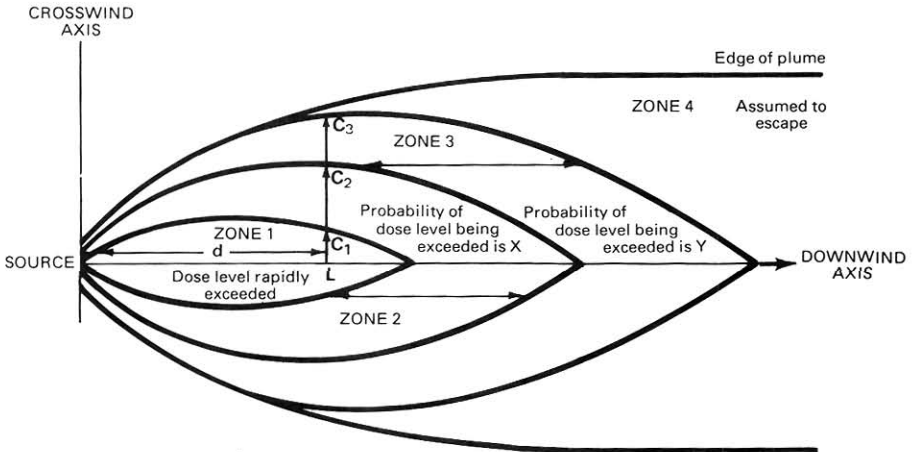 CROSSWIND
AXIS
Edge of plume
ZONE 4
Assumed to
escape
C3
ZONE 3
C2
Probability of
dose level being
exceeded is X
Probability of
dose level being
exceeded is Y
ZONE 1
C1
d
SOURCE
L
DOWNWIND
AXIS
Dose level rapidly
exceeded
ZONE 2